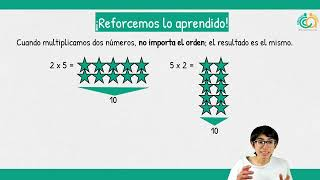 ¡Reforcemos lo aprendido!
Cuando multiplicamos dos números, no importa el orden; el resultado es el mismo.
2 x 5 =
5 x 2 =
10
10